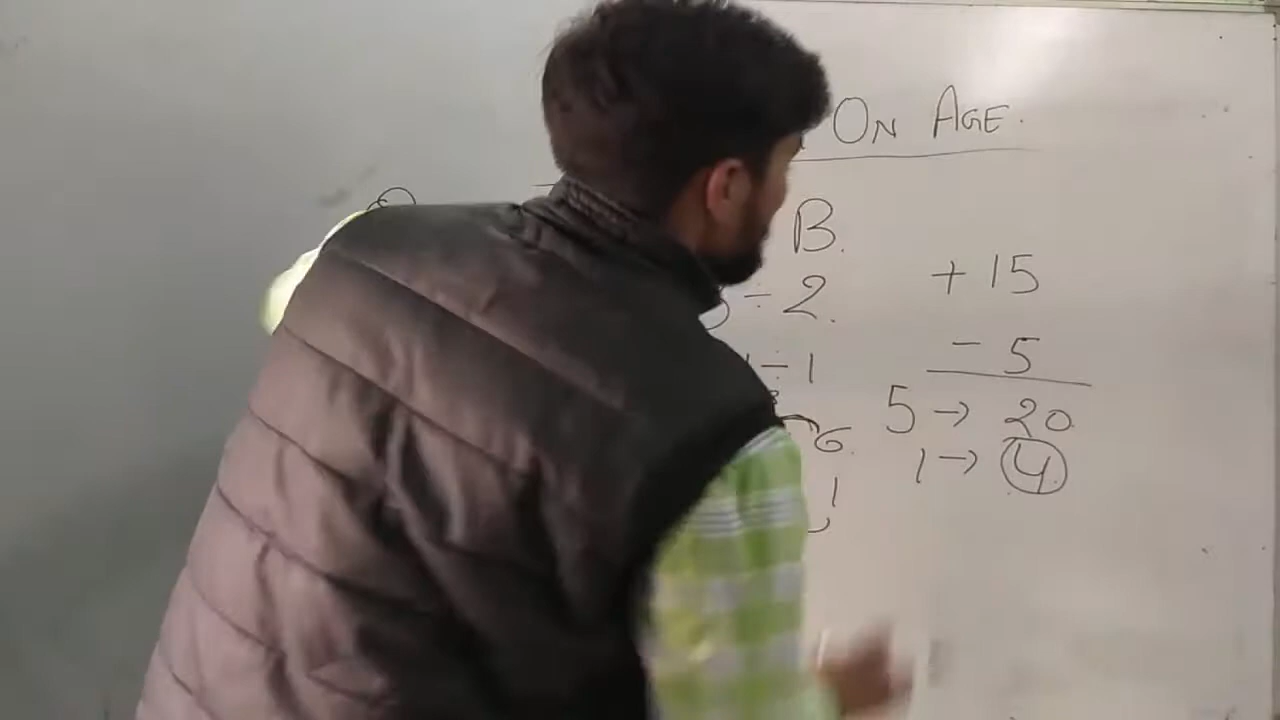 ON AGE.
B.
÷ 2.
+ 15
÷ 1
- 5
6.
5 → 20
1
1 → 4